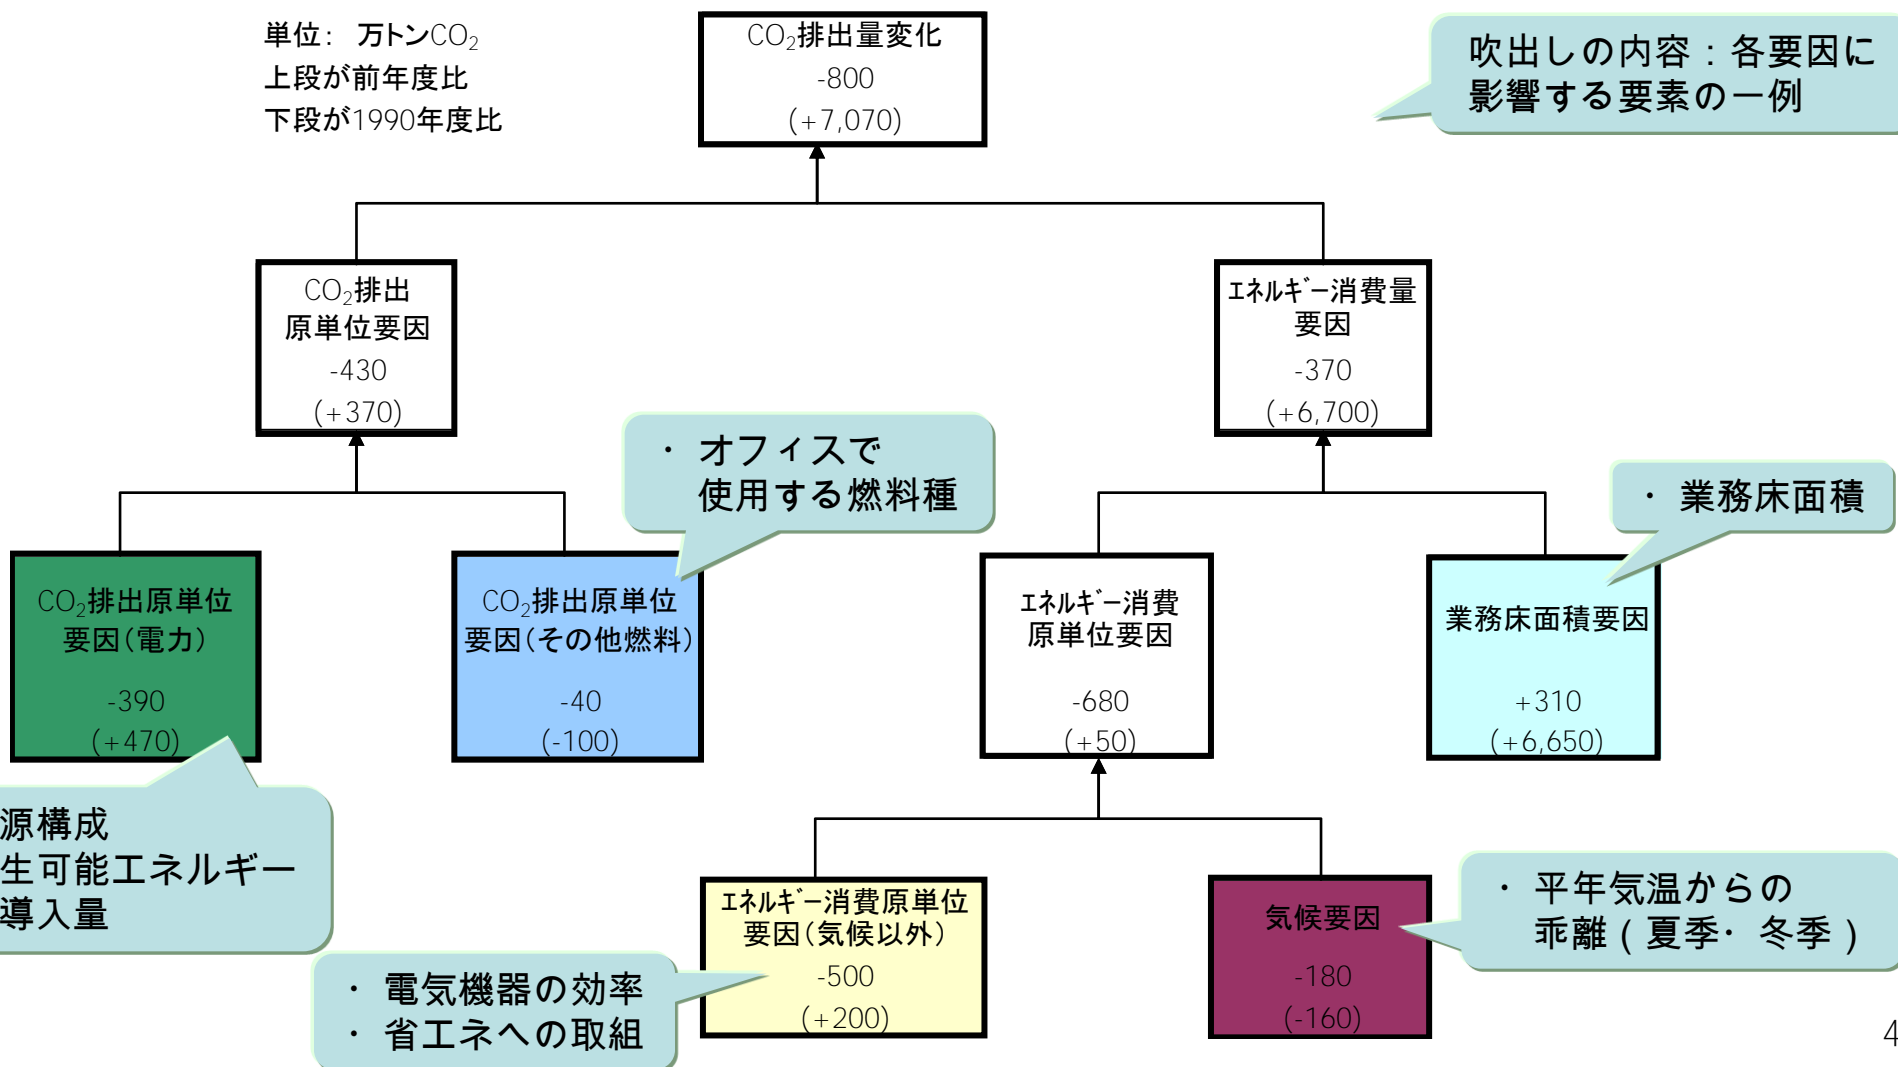 単位： 万トンCO₂
上段が前年度比
下段が1990年度比
CO₂排出量変化
-800
(+7,070)
吹出しの内容：各要因に
影響する要素の一例
CO₂排出
原単位要因
-430
(+370)
ｴﾈﾙｷﾞｰ消費量
要因
-370
(+6,700)
・ オフィスで
使用する燃料種
・ 業務床面積
CO₂排出原単位
要因(電力)
-390
(+470)
CO₂排出原単位
要因(その他燃料)
-40
(-100)
ｴﾈﾙｷﾞｰ消費
原単位要因
-680
(+50)
業務床面積要因
+310
(+6,650)
源構成
生可能エネルギー
導入量
ｴﾈﾙｷﾞｰ消費原単位
要因(気候以外)
-500
(+200)
気候要因
-180
(-160)
・ 平年気温からの
乖離（夏季・冬季）
・ 電気機器の効率
・ 省エネへの取組
4